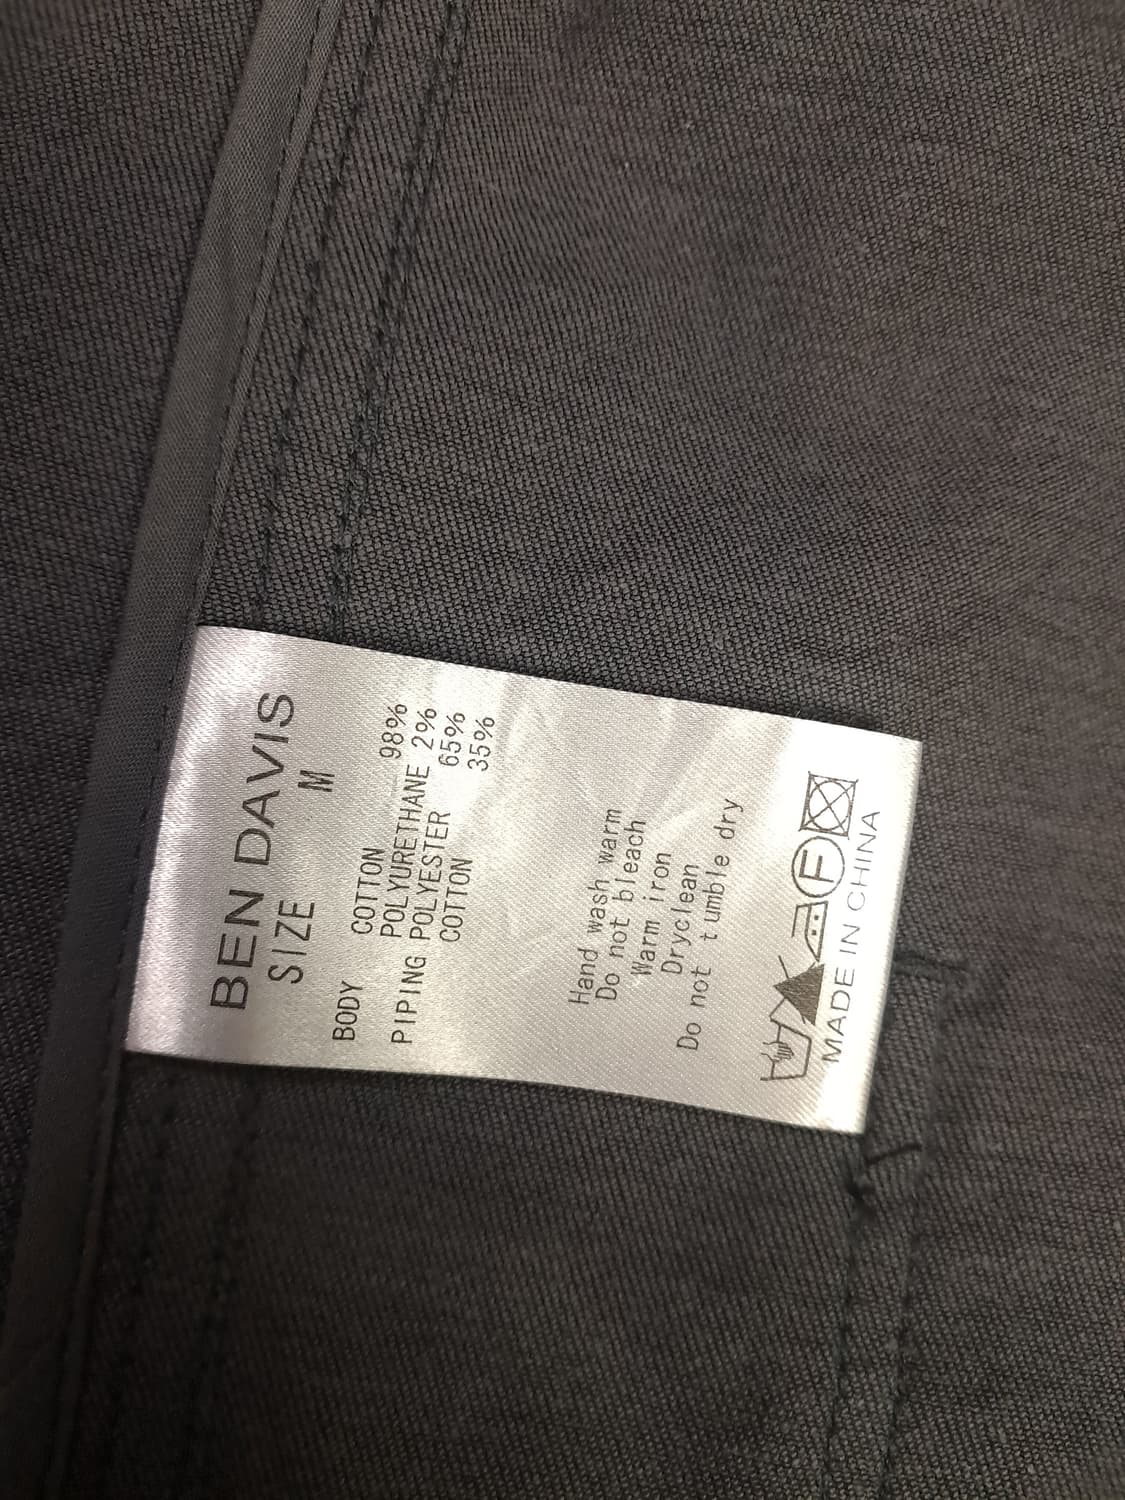 BEN DAVIS
SIZE M
BODY COTTON 98%
POLYURETHANE 2%
PIPING POLYESTER 65%
COTTON 35%
Hand wash warm
Do not bleach
Warm iron
Dryclean
Do not tumble dry
F
MADE IN CHINA